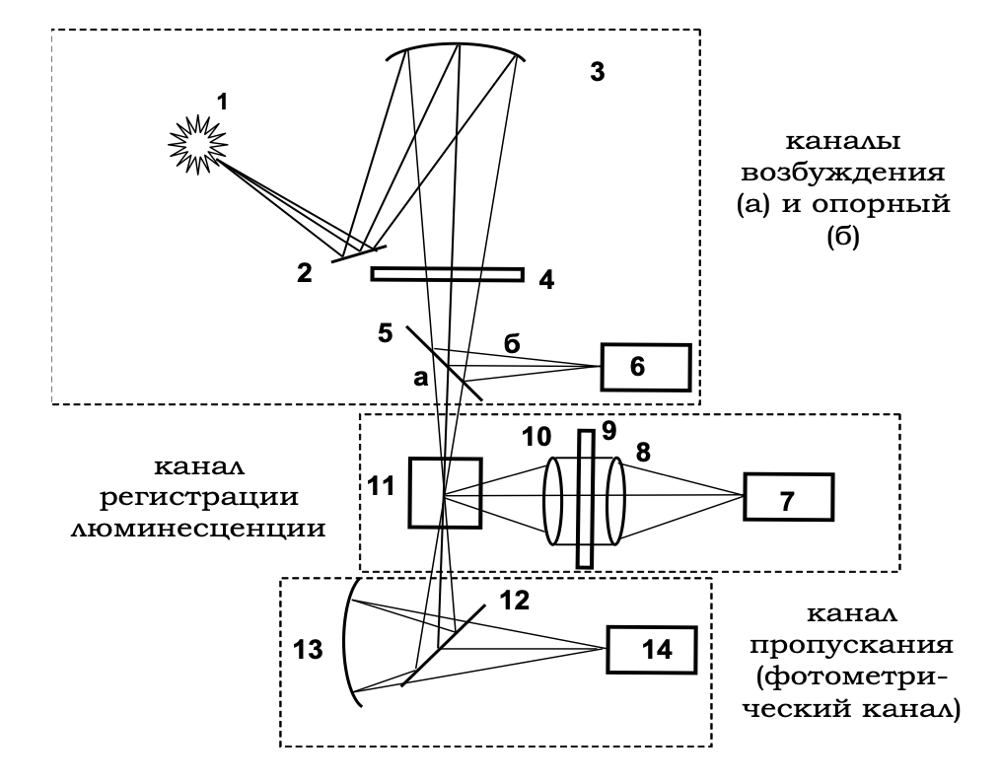 1
3
каналы
возбуждения
(а) и опорный
(б)
2
4
5
б
а
6
10
9
8
канал
регистрации
люминесценции
11
7
12
13
14
канал
пропускания
(фотометри-
ческий канал)